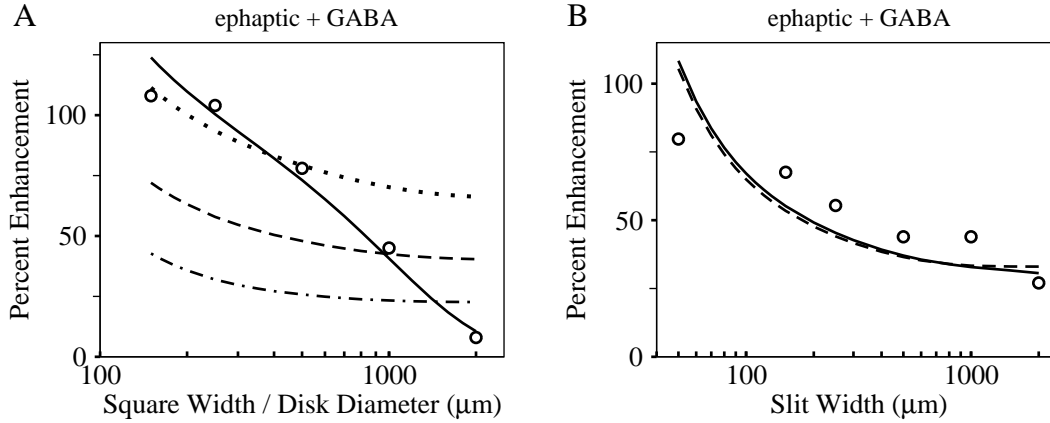 A
ephaptic + GABA
Percent Enhancement
100
50
0
100
1000
Square Width / Disk Diameter (μm)
B
ephaptic + GABA
Percent Enhancement
100
50
0
100
1000
Slit Width (μm)